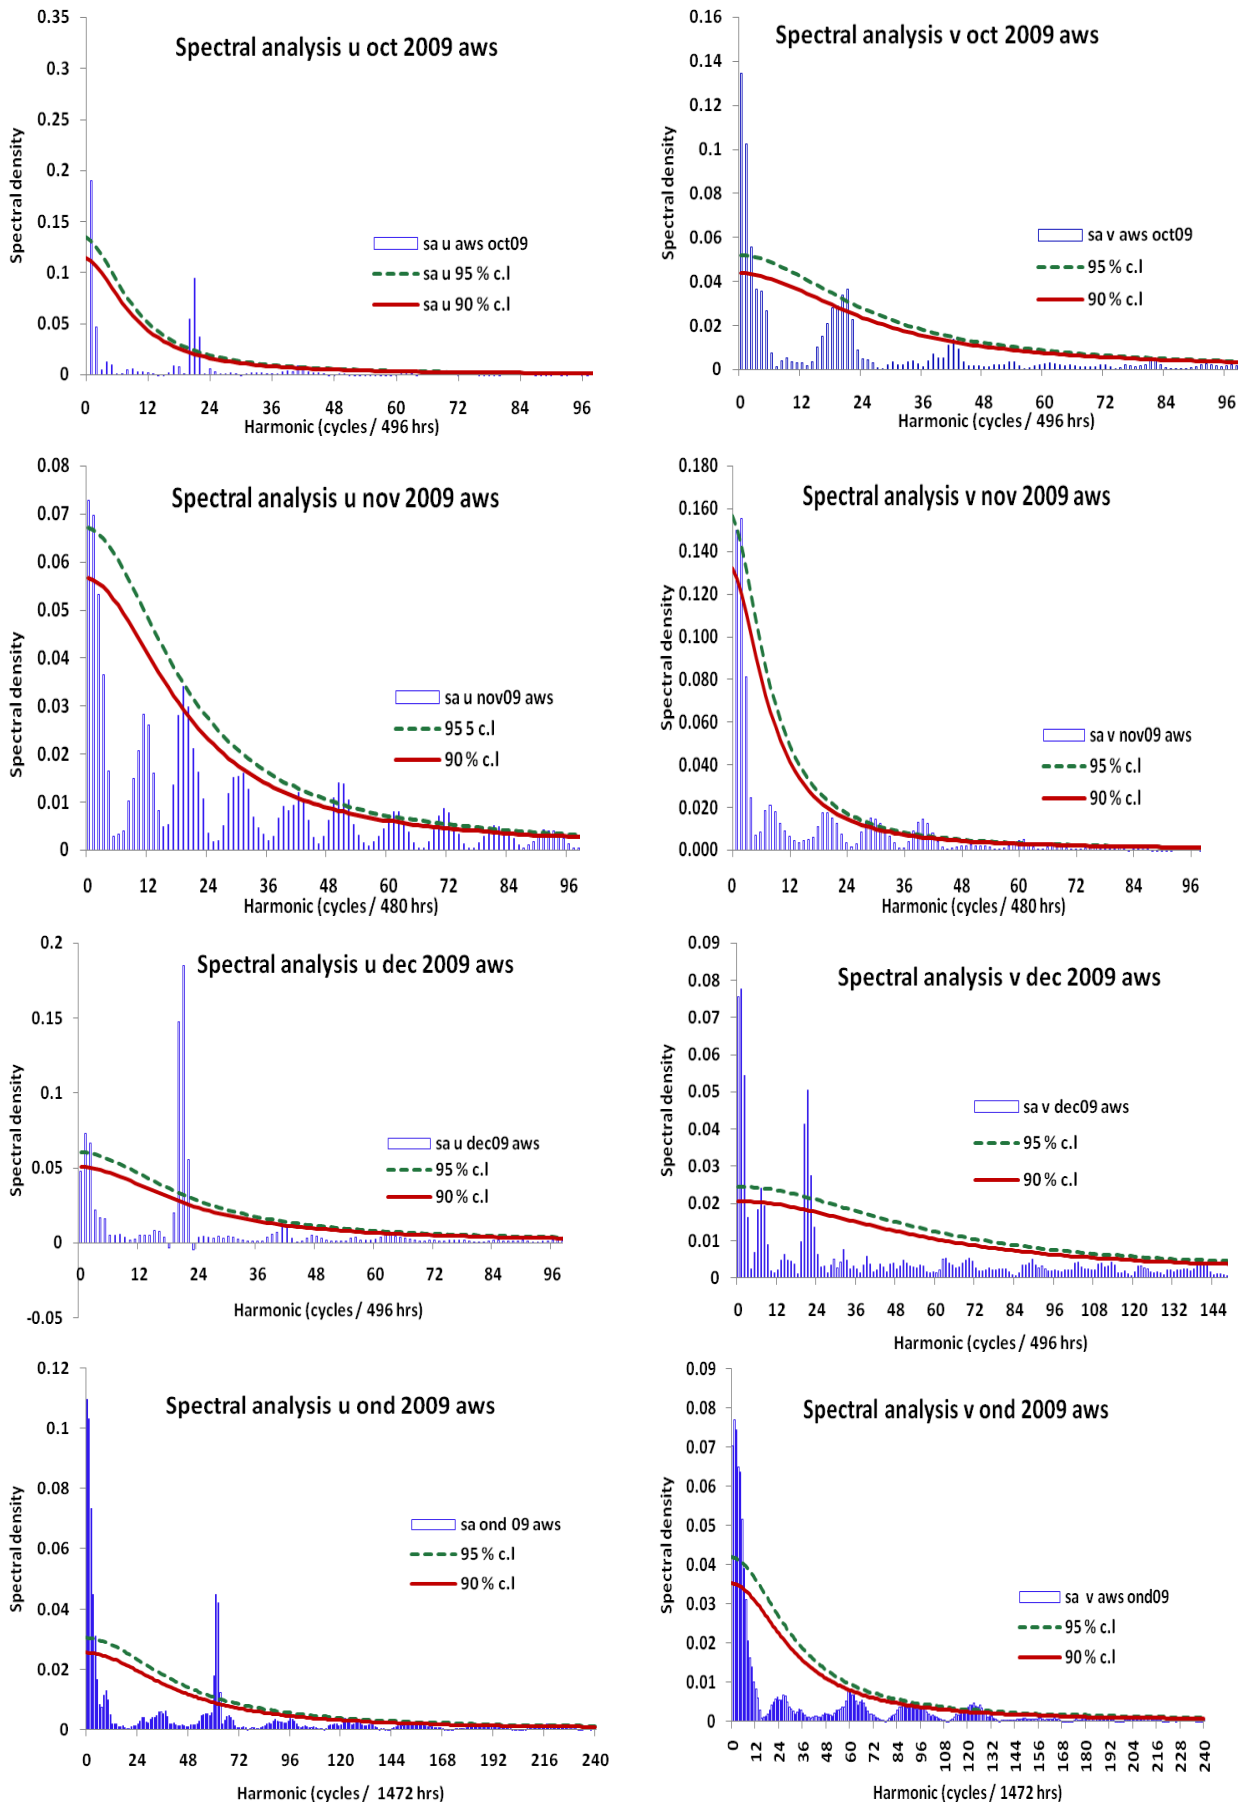 Spectral analysis u oct 2009 aws
Spectral density
0.35
0.3
0.25
0.2
0.15
0.1
0.05
0
sa u aws oct09
sa u 95 % c.l
sa u 90 % c.l
0 12 24 36 48 60 72 84 96
Harmonic (cycles / 496 hrs)
Spectral analysis v oct 2009 aws
Spectral density
0.16
0.14
0.12
0.1
0.08
0.06
0.04
0.02
0
sa v aws oct09
95 % c.l
90 % c.l
0 12 24 36 48 60 72 84 96
Harmonic (cycles / 496 hrs)
Spectral analysis u nov 2009 aws
Spectral density
0.08
0.07
0.06
0.05
0.04
0.03
0.02
0.01
0
sa u nov09 aws
95 5 c.l
90 % c.l
0 12 24 36 48 60 72 84 96
Harmonic (cycles / 480 hrs)
Spectral analysis v nov 2009 aws
Spectral density
0.180
0.160
0.140
0.120
0.100
0.080
0.060
0.040
0.020
0.000
sa v nov09 aws
95 % c.l
90 % c.l
0 12 24 36 48 60 72 84 96
Harmonic (cycles / 480 hrs)
Spectral analysis u dec 2009 aws
Spectral density
0.2
0.15
0.1
0.05
0
-0.05
sa u dec09 aws
95 % c.l
90 % c.l
0 12 24 36 48 60 72 84 96
Harmonic (cycles / 496 hrs)
Spectral analysis v dec 2009 aws
Spectral density
0.09
0.08
0.07
0.06
0.05
0.04
0.03
0.02
0.01
0
sa v dec09 aws
95 % c.l
90 % c.l
0 12 24 36 48 60 72 84 96 108 120 132 144
Harmonic (cycles / 496 hrs)
Spectral analysis u ond 2009 aws
Spectral density
0.12
0.1
0.08
0.06
0.04
0.02
0
sa ond 09 aws
95 % c.l
90 % c.l
0 24 48 72 96 120 144 168 192 216 240
Harmonic (cycles / 1472 hrs)
Spectral analysis v ond 2009 aws
Spectral density
0.09
0.08
0.07
0.06
0.05
0.04
0.03
0.02
0.01
0
sa v aws ond09
95 % c.l
90 % c.l
0 12 24 36 48 60 72 84 96 108 120 132 144 156 168 180 192 204 216 228 240
Harmonic (cycles / 1472 hrs)